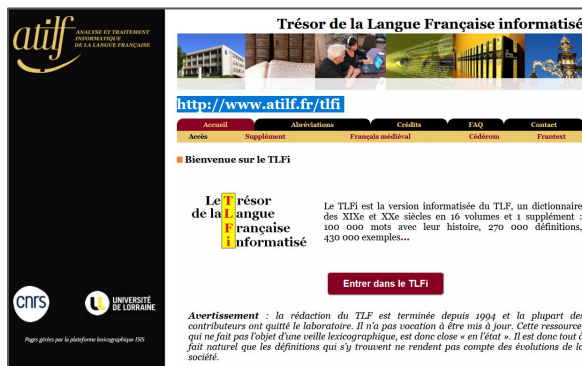 atilf
ANALYSE ET TRAITEMENT
INFORMATIQUE
DE LA LANGUE FRANÇAISE
Trésor de la Langue Française informatisé
http://www.atilf.fr/tlfi
Accueil Abréviations Crédits FAQ Contact
Accès Supplément Français médiéval Cédérom Frantext
Bienvenue sur le TLFi
Le Trésor
de la Langue
Française
informatisé
Le TLFi est la version informatisée du TLF, un dictionnaire
des XIXe et XXe siècles en 16 volumes et 1 supplément :
100 000 mots avec leur histoire, 270 000 définitions,
430 000 exemples...
Entrer dans le TLFi
Avertissement : la rédaction du TLF est terminée depuis 1994 et la plupart des
contributeurs ont quitté le laboratoire. Il n'a pas vocation à être mis à jour. Cette ressource,
qui ne fait pas l'objet d'une veille lexicographique, est donc close « en l'état ». Il est donc tout à
fait naturel que les définitions qui s'y trouvent ne rendent pas compte des évolutions de la
société.
cnrs
UNIVERSITÉ
DE LORRAINE
Pages gérées par la plateforme lexicographique ISIS